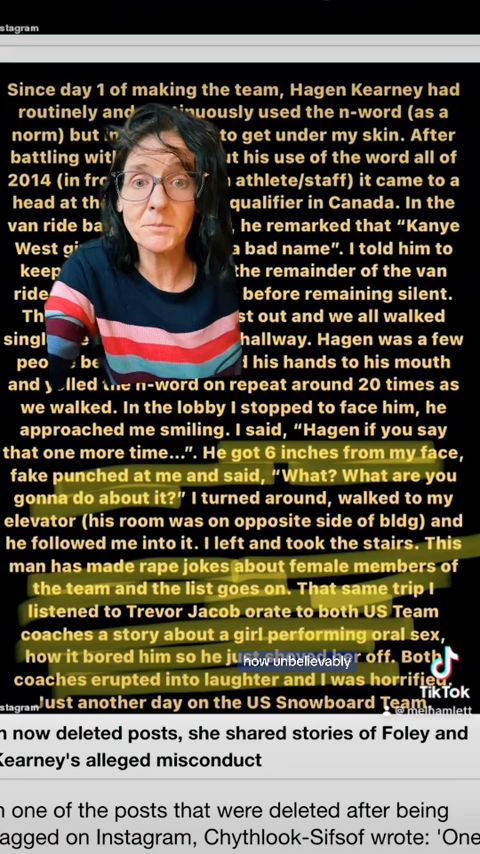 stagram
Since day 1 of making the team, Hagen Kearney had
routinely and nuously used the n-word (as a
norm) but to get under my skin. After
battling wit ut his use of the word all of
2014 (in fr athlete/staff) it came to a
head at th qualifier in Canada. In the
van ride ba , he remarked that "Kanye
West gi a bad name". I told him to
keep the remainder of the van
ride before remaining silent.
Th st out and we all walked
singl hallway. Hagen was a few
peo be d his hands to his mouth
and y lled the n-word on repeat around 20 times as
we walked. In the lobby I stopped to face him, he
approached me smiling. I said, "Hagen if you say
that one more time...". He got 6 inches from my face,
fake punched at me and said, "What? What are you
gonna do about it?" I turned around, walked to my
elevator (his room was on opposite side of bldg) and
he followed me into it. I left and took the stairs. This
man has made rape jokes about female members of
the team and the list goes on. That same trip I
listened to Trevor Jacob orate to both US Team
coaches a story about a girl performing oral sex,
how it bored him so he just shoved her off. Both
how unbelievably
coaches erupted into laughter and I was horrified.
TikTok
Just another day on the US Snowboard Team.
stagram
@melhamlett
n now deleted posts, she shared stories of Foley and
Kearney's alleged misconduct
n one of the posts that were deleted after being
agged on Instagram, Chythlook-Sifsof wrote: 'One